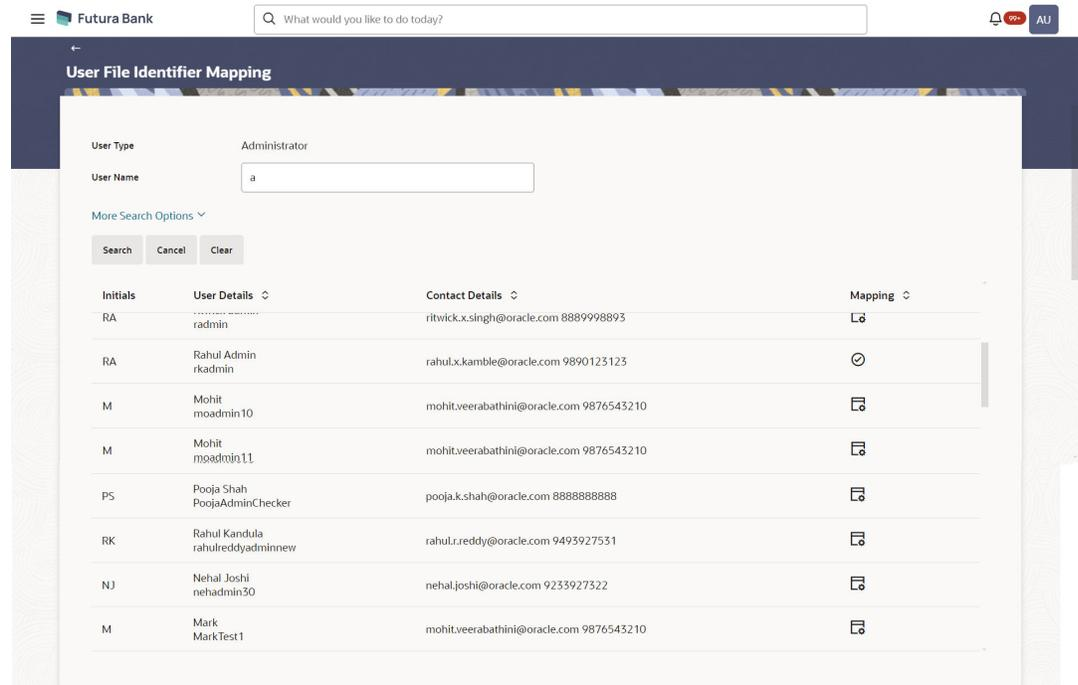 Futura Bank
What would you like to do today?
99+
AU
User File Identifier Mapping
User Type Administrator
User Name a
More Search Options
Search Cancel Clear
Initials User Details Contact Details Mapping
RA ritwick.x.singh@oracle.com 8889998893
radmin
Rahul Admin
RA rahul.x.kamble@oracle.com 9890123123
rkadmin
Mohit
M mohit.veerabathini@oracle.com 9876543210
moadmin10
Mohit
M mohit.veerabathini@oracle.com 9876543210
moadmin11
Pooja Shah
PS pooja.k.shah@oracle.com 8888888888
PoojaAdminChecker
Rahul Kandula
RK rahul.r.reddy@oracle.com 9493927531
rahulreddyadminnew
Nehal Joshi
NJ nehal.joshi@oracle.com 9233927322
nehadmin30
Mark
M mohit.veerabathini@oracle.com 9876543210
MarkTest1